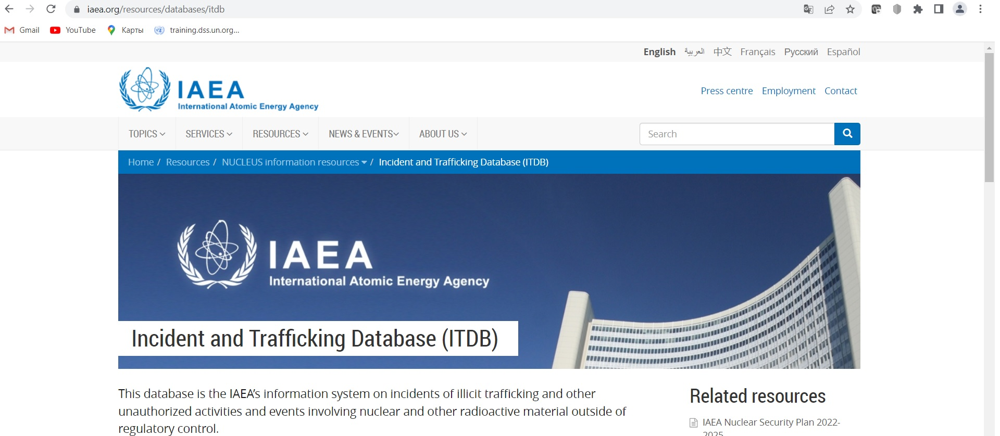 iaea.org/resources/databases/itdb
Gmail
YouTube
Карты
training.dss.un.org...
English العربية 中文 Français Русский Español
IAEA
International Atomic Energy Agency
Press centre Employment Contact
TOPICS SERVICES RESOURCES NEWS & EVENTS ABOUT US
Search
Home / Resources / NUCLEUS information resources / Incident and Trafficking Database (ITDB)
IAEA
International Atomic Energy Agency
Incident and Trafficking Database (ITDB)
This database is the IAEA’s information system on incidents of illicit trafficking and other
unauthorized activities and events involving nuclear and other radioactive material outside of
regulatory control.
Related resources
IAEA Nuclear Security Plan 2022-
2025